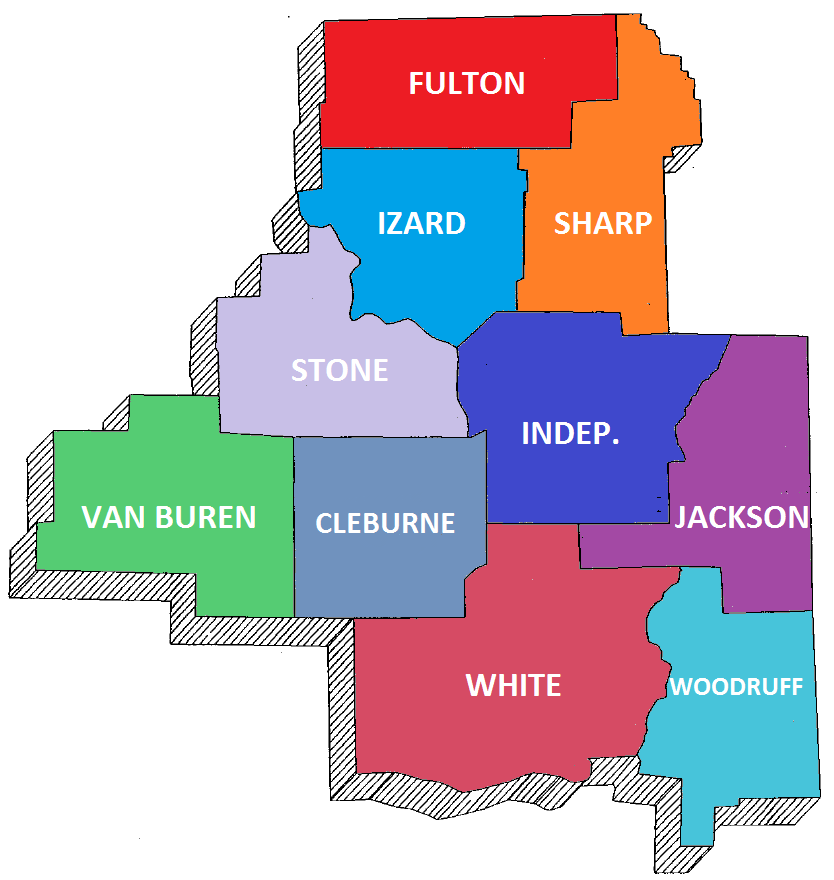 FULTON
IZARD
SHARP
STONE
INDEP.
VAN BUREN
CLEBURNE
JACKSON
WHITE
WOODRUFF